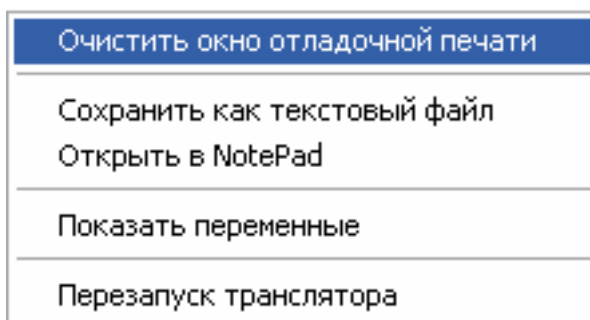 Очистить окно отладочной печати
Сохранить как текстовый файл
Открыть в NotePad
Показать переменные
Перезапуск транслятора